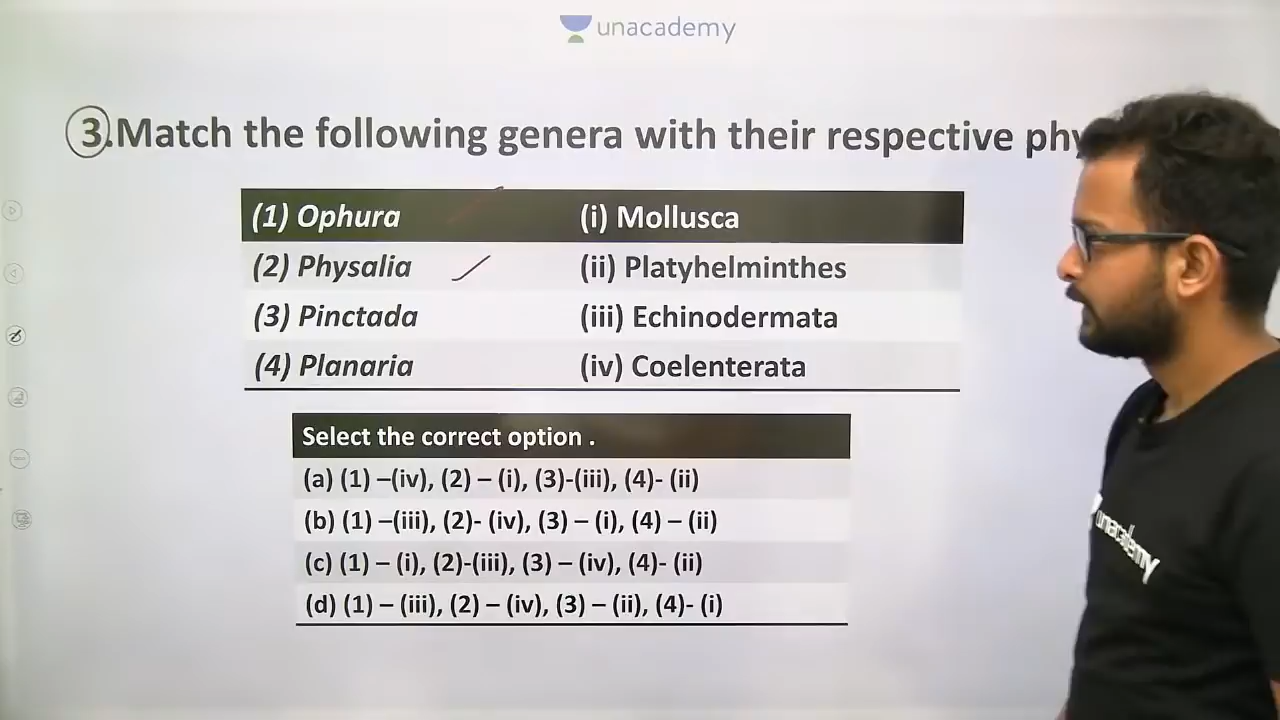 unacademy
3. Match the following genera with their respective phy
(1) Ophura (i) Mollusca
(2) Physalia (ii) Platyhelminthes
(3) Pinctada (iii) Echinodermata
(4) Planaria (iv) Coelenterata
Select the correct option .
(a) (1) –(iv), (2) – (i), (3)-(iii), (4)- (ii)
(b) (1) –(iii), (2)- (iv), (3) – (i), (4) – (ii)
(c) (1) – (i), (2)-(iii), (3) – (iv), (4)- (ii)
(d) (1) – (iii), (2) – (iv), (3) – (ii), (4)- (i)
unacademy